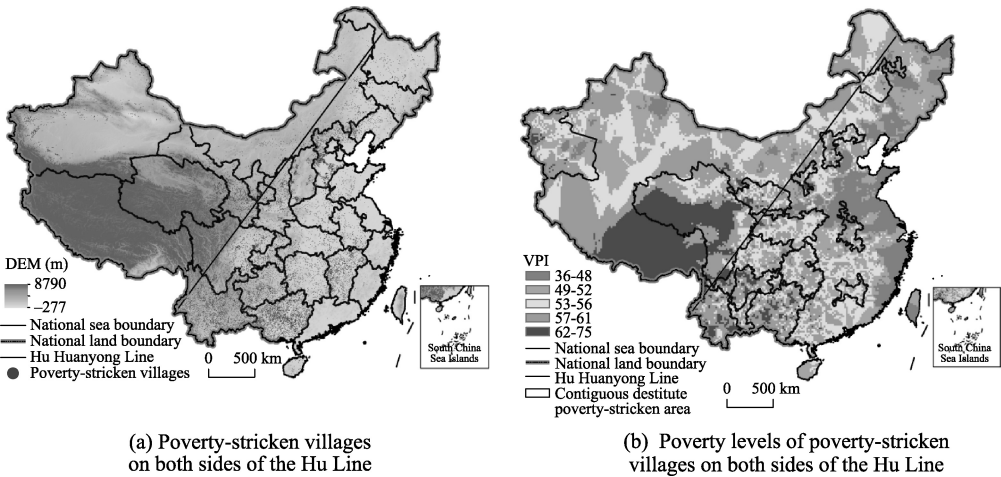 DEM (m)
8790
−277
National sea boundary
National land boundary
Hu Huanyong Line
Poverty-stricken villages
0 500 km
South China
Sea Islands
(a) Poverty-stricken villages
on both sides of the Hu Line
VPI
36-48
49-52
53-56
57-61
62-75
National sea boundary
National land boundary
Hu Huanyong Line
Contiguous destitute
poverty-stricken area
0 500 km
South China
Sea Islands
(b) Poverty levels of poverty-stricken
villages on both sides of the Hu Line